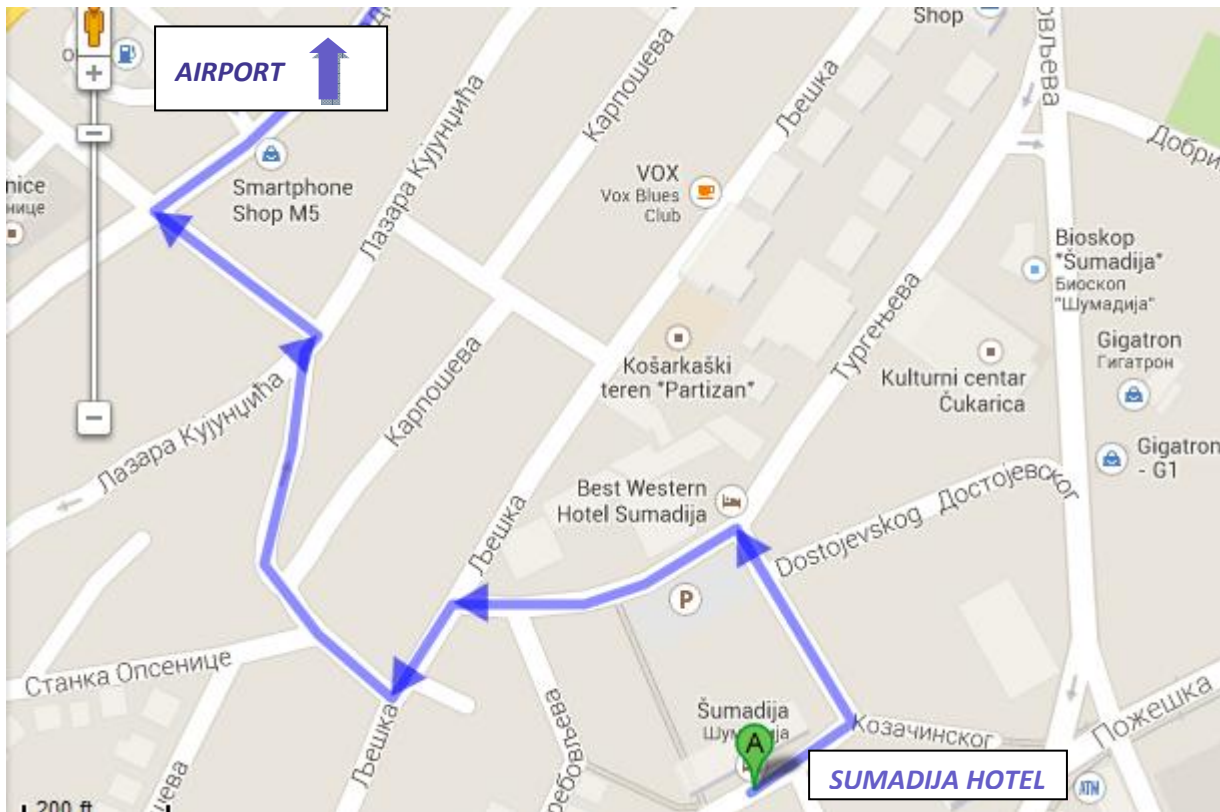 AIRPORT
Shop
Карпошева
Љешка
Лазара Кујунџића
Smartphone
Shop M5
VOX
Vox Blues
Club
Bioskop
"Šumadija"
Биоскоп
"Шумадија"
Тургењева
Košarkaški
teren "Partizan"
Kulturni centar
Čukarica
Gigatron
Гигатрон
Карпошева
Лазара Кујунџића
Gigatron
- G1
Best Western
Hotel Sumadija
Љешка
Dostojevskog Достојевског
P
Станка Опсенице
Љешка
Šumadija
A
Козачинског
Пожешка
SUMADIJA HOTEL
ATM
200 ft